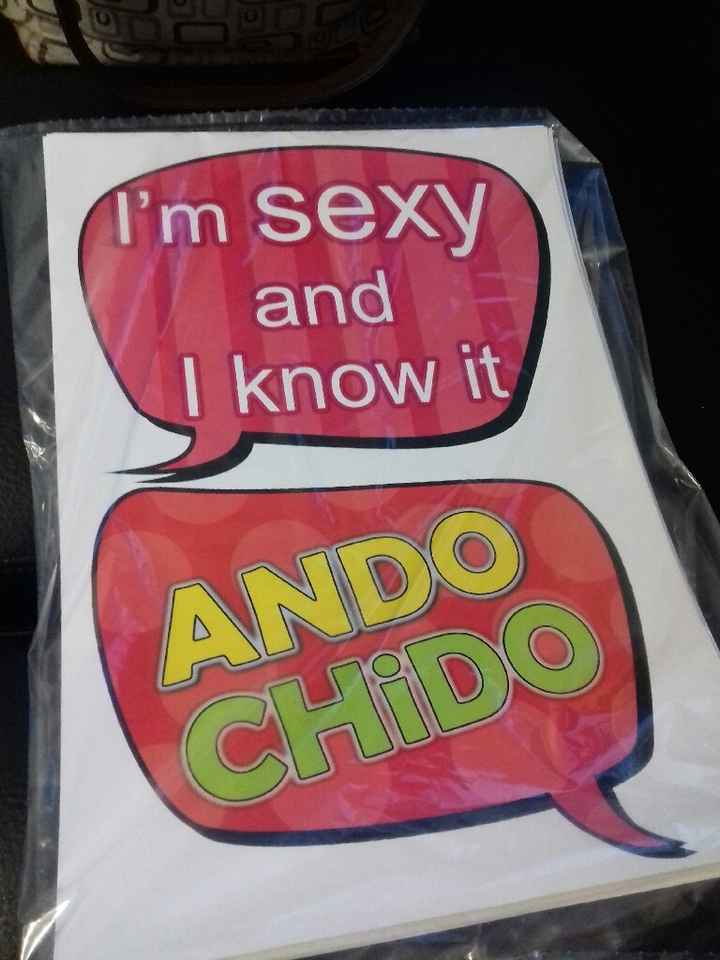 I'm sexy
and
I know it
ANDO
CHiDO